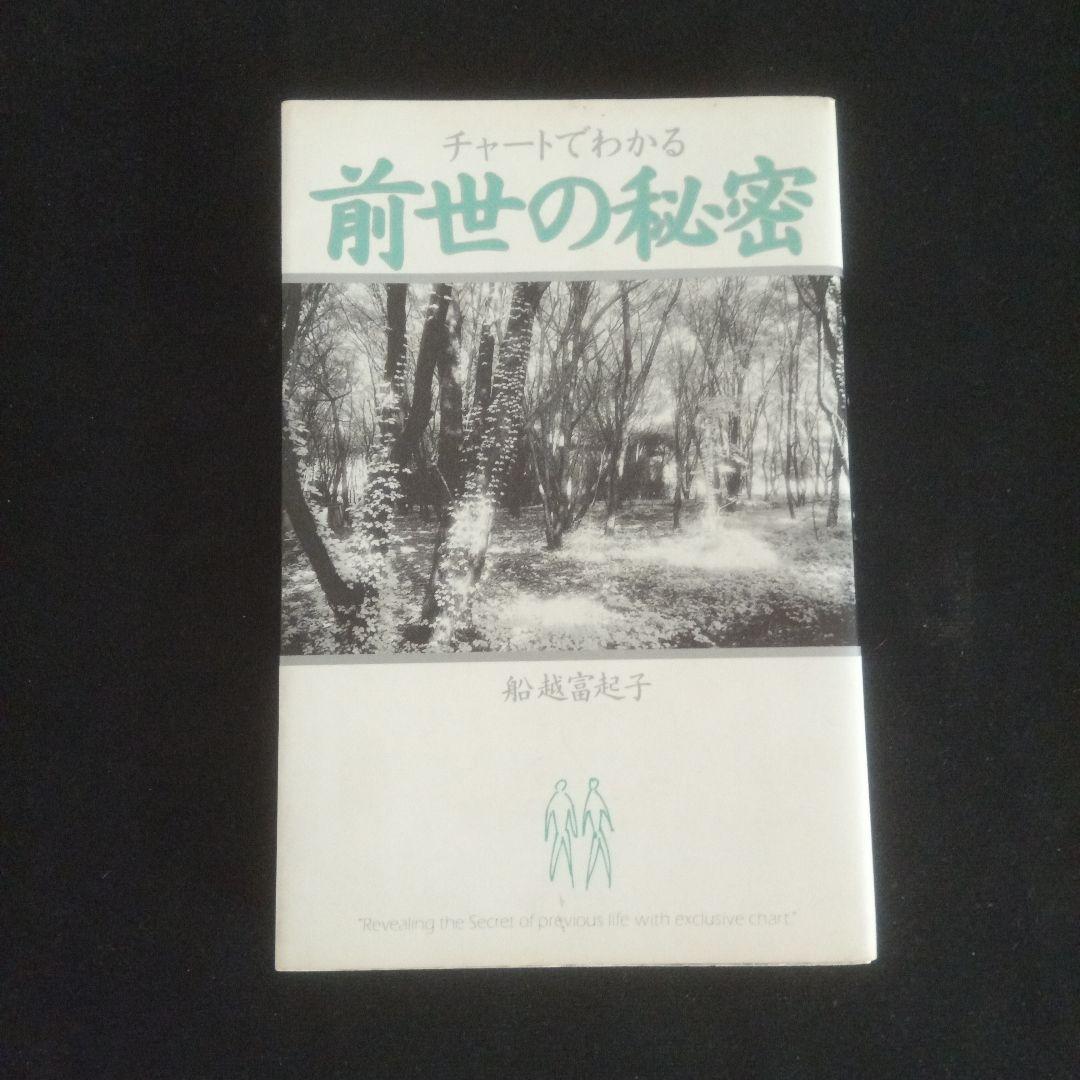 チャートでわかる
前世の秘密
船越富起子
"Revealing the Secret of previous life with exclusive chart."